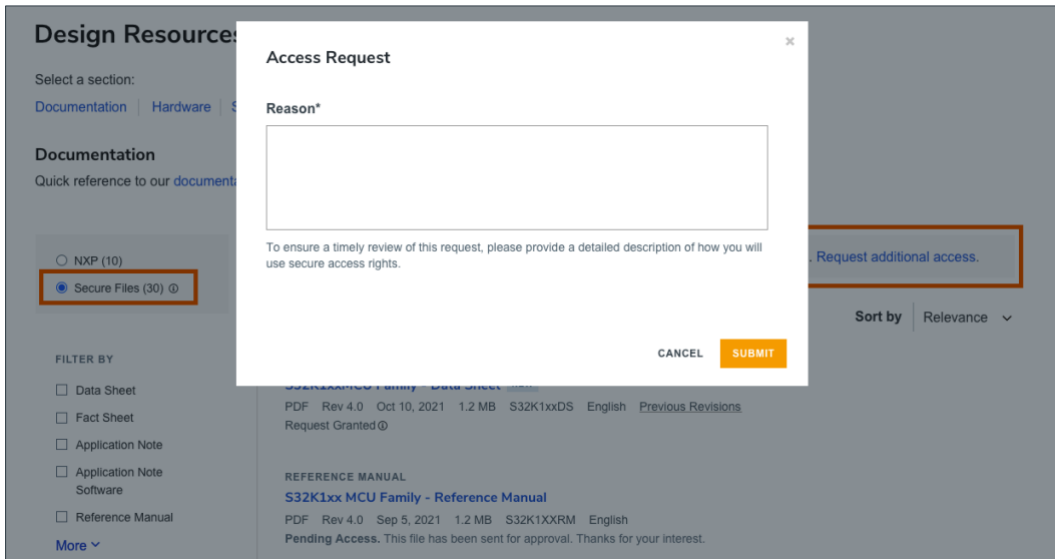 Design Resources
Access Request
Select a section:
Documentation
Hardware
Reason*
Documentation
Quick reference to our
To ensure a timely review of this request, please provide a detailed description of how you will
use secure access rights.
NXP (10)
Secure Files (30)
. Request additional access.
Sort by
Relevance
CANCEL
SUBMIT
FILTER BY
Data Sheet
Fact Sheet
Application Note
Application Note
Software
Reference Manual
More
S32K1xxMCU Family - Data Sheet
PDF Rev 4.0 Oct 10, 2021 1.2 MB S32K1xxDS English Previous Revisions
Request Granted
REFERENCE MANUAL
S32K1xx MCU Family - Reference Manual
PDF Rev 4.0 Sep 5, 2021 1.2 MB S32K1XXRM English
Pending Access. This file has been sent for approval. Thanks for your interest.